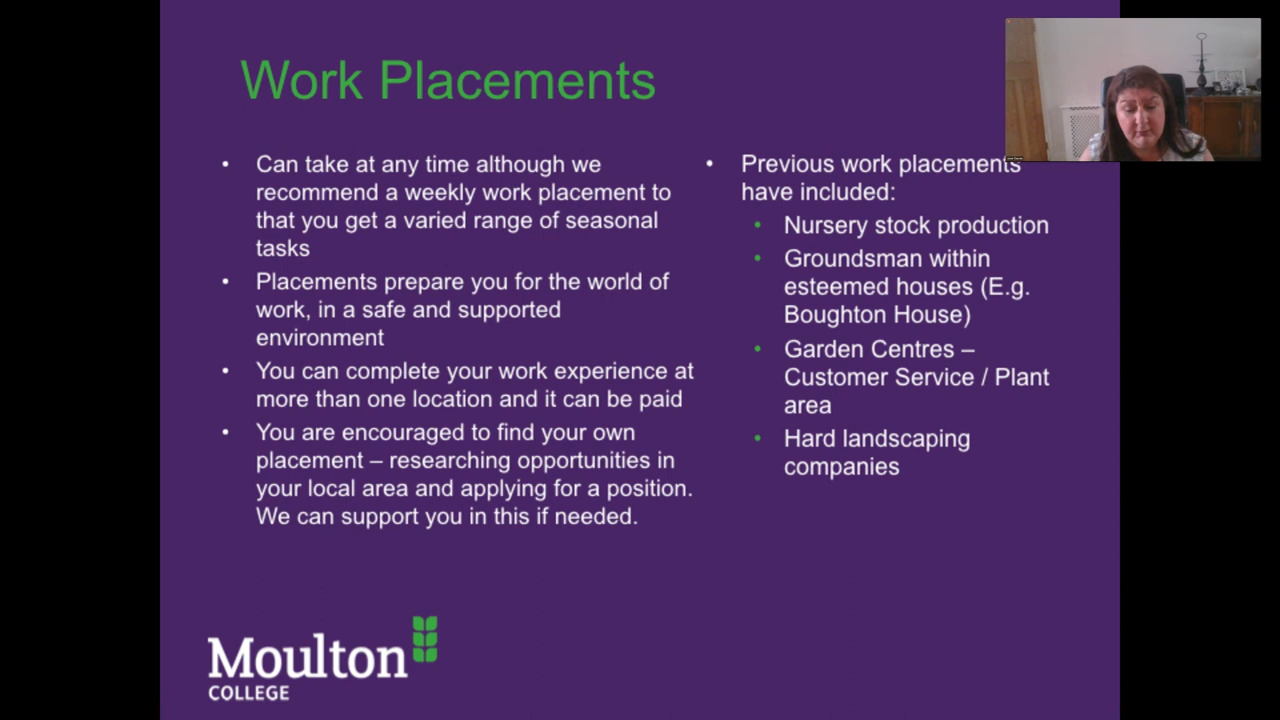 Work Placements
• Can take at any time although we
recommend a weekly work placement to
that you get a varied range of seasonal
tasks
• Placements prepare you for the world of
work, in a safe and supported
environment
• You can complete your work experience at
more than one location and it can be paid
• You are encouraged to find your own
placement – researching opportunities in
your local area and applying for a position.
We can support you in this if needed.
• Previous work placements
have included:
• Nursery stock production
• Groundsman within
esteemed houses (E.g.
Boughton House)
• Garden Centres –
Customer Service / Plant
area
• Hard landscaping
companies
Moulton
COLLEGE